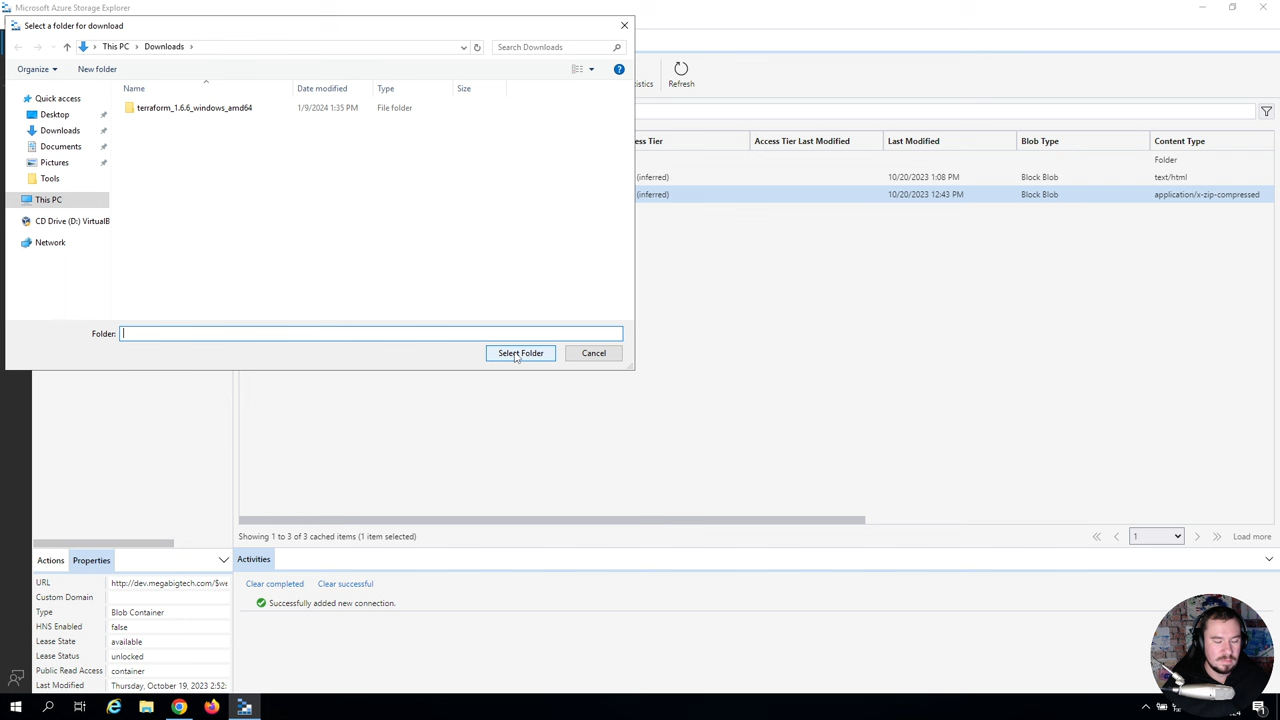 Microsoft Azure Storage Explorer
Select a folder for download
This PC > Downloads >
Search Downloads
Organize
New folder
Name
Date modified
Type
Size
terraform_1.6.6_windows_amd64
1/9/2024 1:35 PM
File folder
Quick access
Desktop
Downloads
Documents
Pictures
Tools
This PC
CD Drive (D:) VirtualB
Network
Folder:
Select Folder
Cancel
Refresh
Access Tier Last Modified
Last Modified
Blob Type
Content Type
Folder
(inferred)
10/20/2023 1:08 PM
Block Blob
text/html
(inferred)
10/20/2023 12:43 PM
Block Blob
application/x-zip-compressed
Showing 1 to 3 of 3 cached items (1 item selected)
1
Load more
Actions
Properties
Activities
URL
http://dev.megabigtech.com/$we
Custom Domain
Type
Blob Container
HNS Enabled
false
Lease State
available
Lease Status
unlocked
Public Read Access
container
Last Modified
Thursday, October 19, 2023 2:52:
Clear completed
Clear successful
Successfully added new connection.